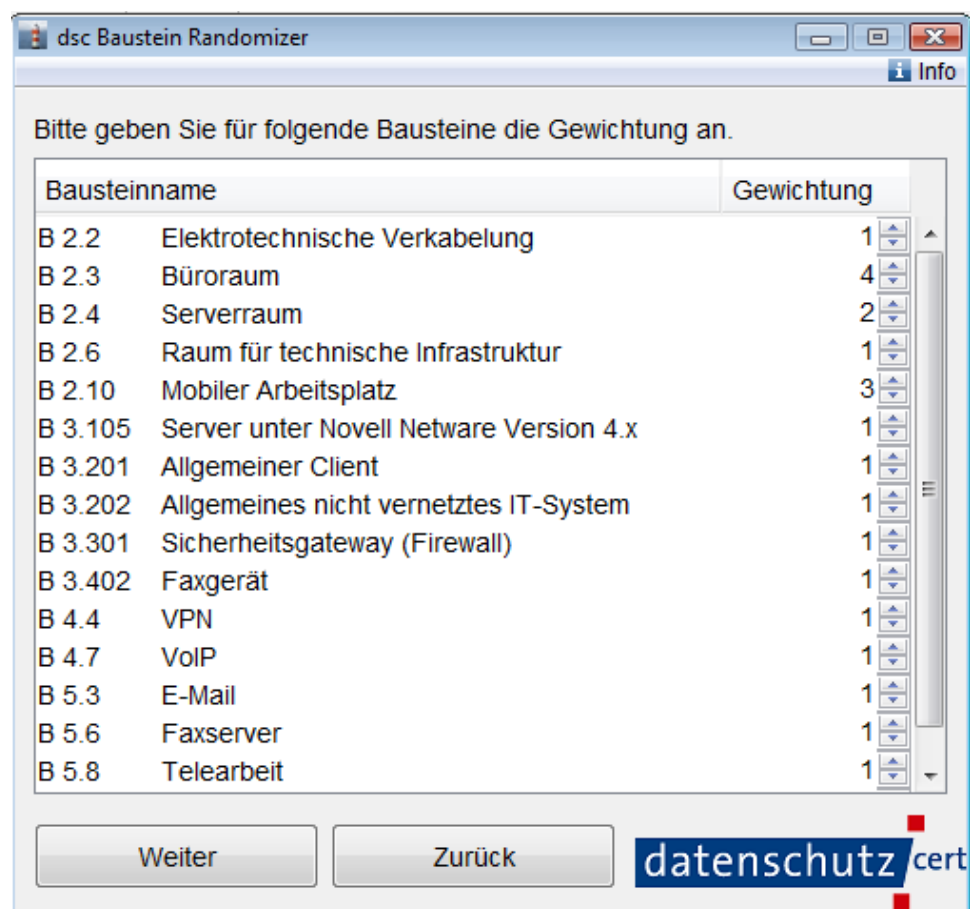 dsc Baustein Randomizer
Info
Bitte geben Sie für folgende Bausteine die Gewichtung an.
Bausteinname Gewichtung
B 2.2 Elektrotechnische Verkabelung 1
B 2.3 Büroraum 4
B 2.4 Serverraum 2
B 2.6 Raum für technische Infrastruktur 1
B 2.10 Mobiler Arbeitsplatz 3
B 3.105 Server unter Novell Netware Version 4.x 1
B 3.201 Allgemeiner Client 1
B 3.202 Allgemeines nicht vernetztes IT-System 1
B 3.301 Sicherheitsgateway (Firewall) 1
B 3.402 Faxgerät 1
B 4.4 VPN 1
B 4.7 VoIP 1
B 5.3 E-Mail 1
B 5.6 Faxserver 1
B 5.8 Telearbeit 1
Weiter Zurück datenschutz cert